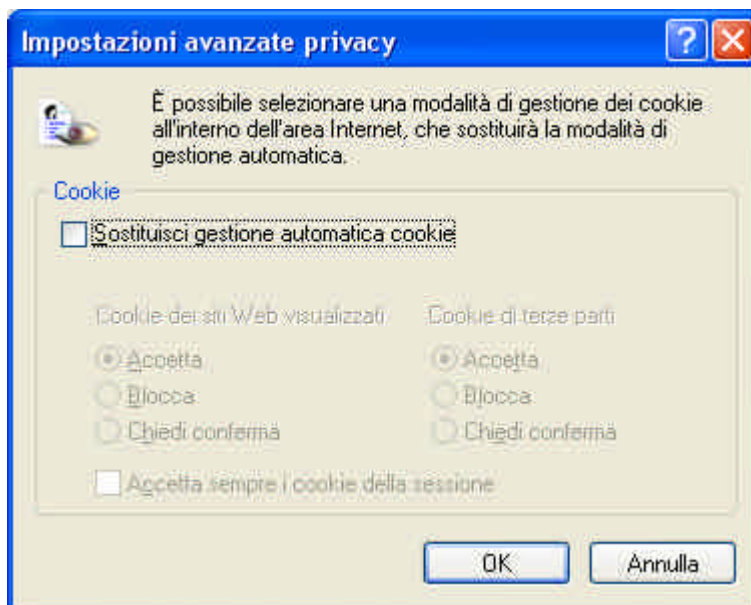 Impostazioni avanzate privacy
È possibile selezionare una modalità di gestione dei cookie
all'interno dell'area Internet, che sostituirà la modalità di
gestione automatica.
Cookie
Sostituisci gestione automatica cookie
Cookie dei siti Web visualizzati Cookie di terze parti
Accetta Accetta
Blocca Blocca
Chiedi conferma Chiedi conferma
Accetta sempre i cookie della sessione
OK Annulla